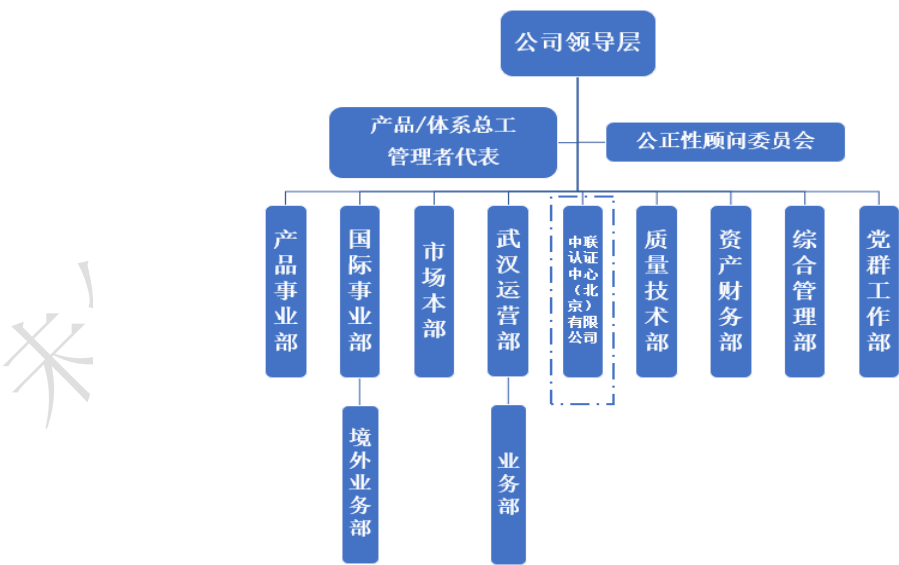 公司领导层
产品/体系总工
管理者代表
公正性顾问委员会
产品事业部
国际事业部
市场本部
武汉运营部
中联
认证
中心
（北
京）
有限
公司
质量技术部
资产财务部
综合管理部
党群工作部
境外业务部
业务部